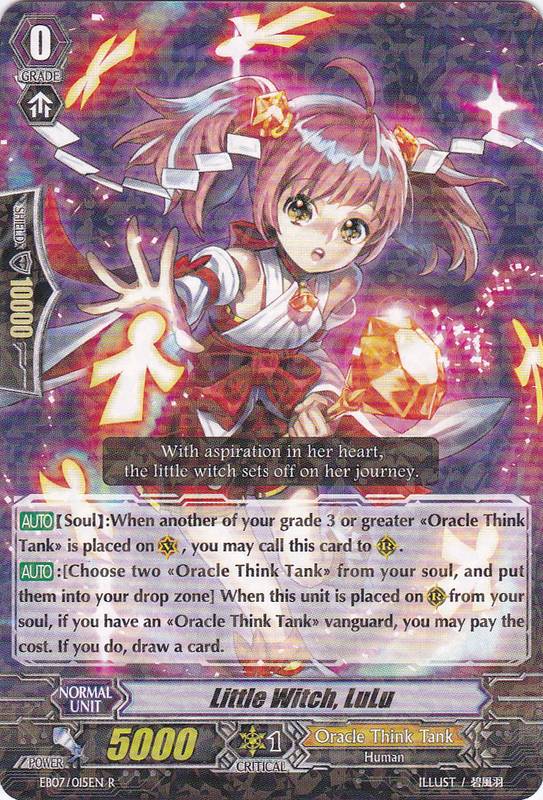 0
GRADE
SHIELD
10000
With aspiration in her heart,
the little witch sets off on her journey.
AUTO【Soul】:When another of your grade 3 or greater «Oracle Think
Tank» is placed on V, you may call this card to R.
AUTO:[Choose two «Oracle Think Tank» from your soul, and put
them into your drop zone] When this unit is placed on R from your
soul, if you have an «Oracle Think Tank» vanguard, you may pay the
cost. If you do, draw a card.
NORMAL
UNIT
Little Witch, LuLu
POWER
5000
1
CRITICAL
Oracle Think Tank
Human
EB07/015EN R
ILLUST / 碧風羽